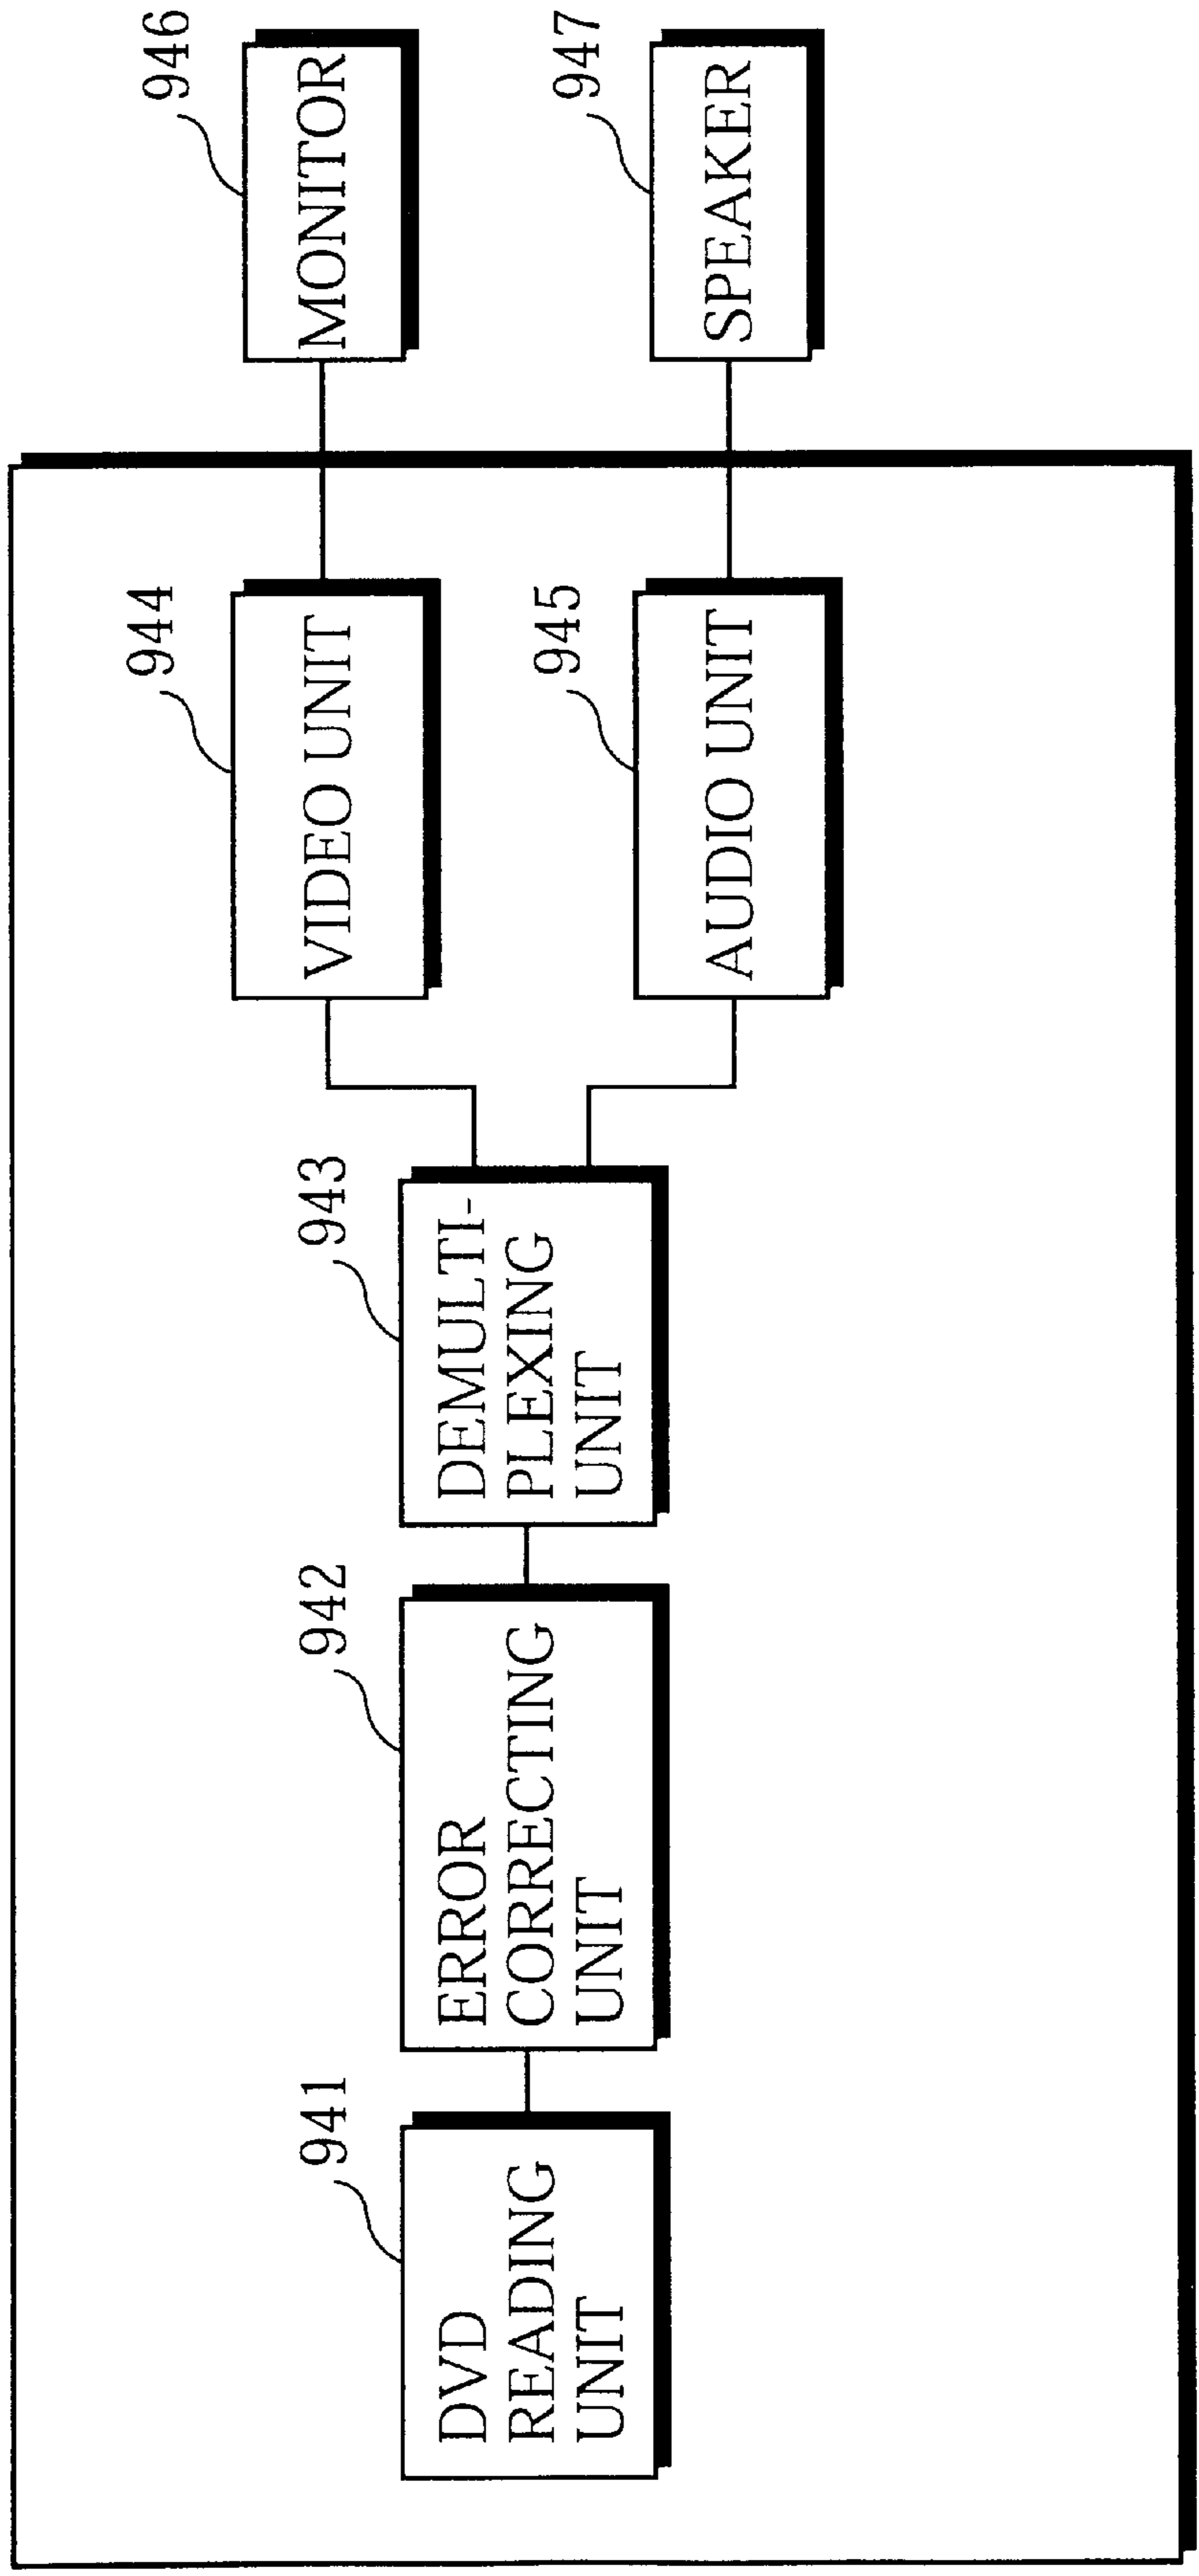 941
DVD
READING
UNIT
942
ERROR
CORRECTING
UNIT
943
DEMULTI-
PLEXING
UNIT
944
VIDEO UNIT
945
AUDIO UNIT
946
MONITOR
947
SPEAKER